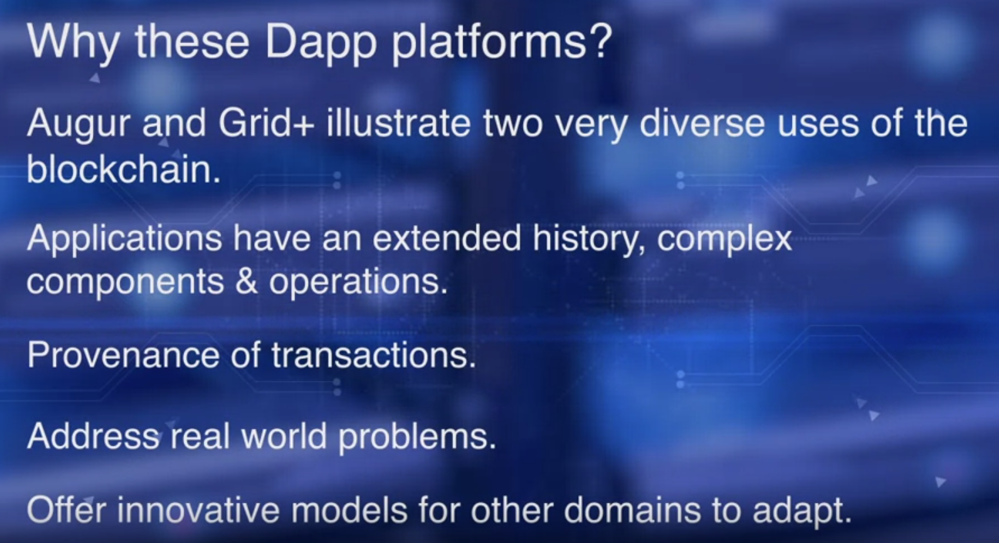 Why these Dapp platforms?
Augur and Grid+ illustrate two very diverse uses of the
blockchain.
Applications have an extended history, complex
components & operations.
Provenance of transactions.
Address real world problems.
Offer innovative models for other domains to adapt.